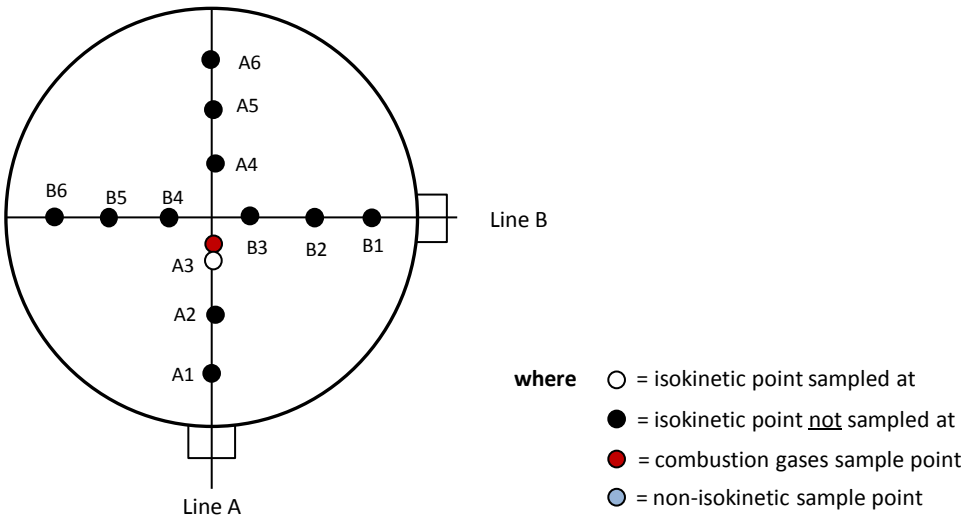 A6
A5
A4
B6
B5
B4
B3
B2
B1
Line B
A3
A2
A1
Line A
where
= isokinetic point sampled at
= isokinetic point not sampled at
= combustion gases sample point
= non-isokinetic sample point